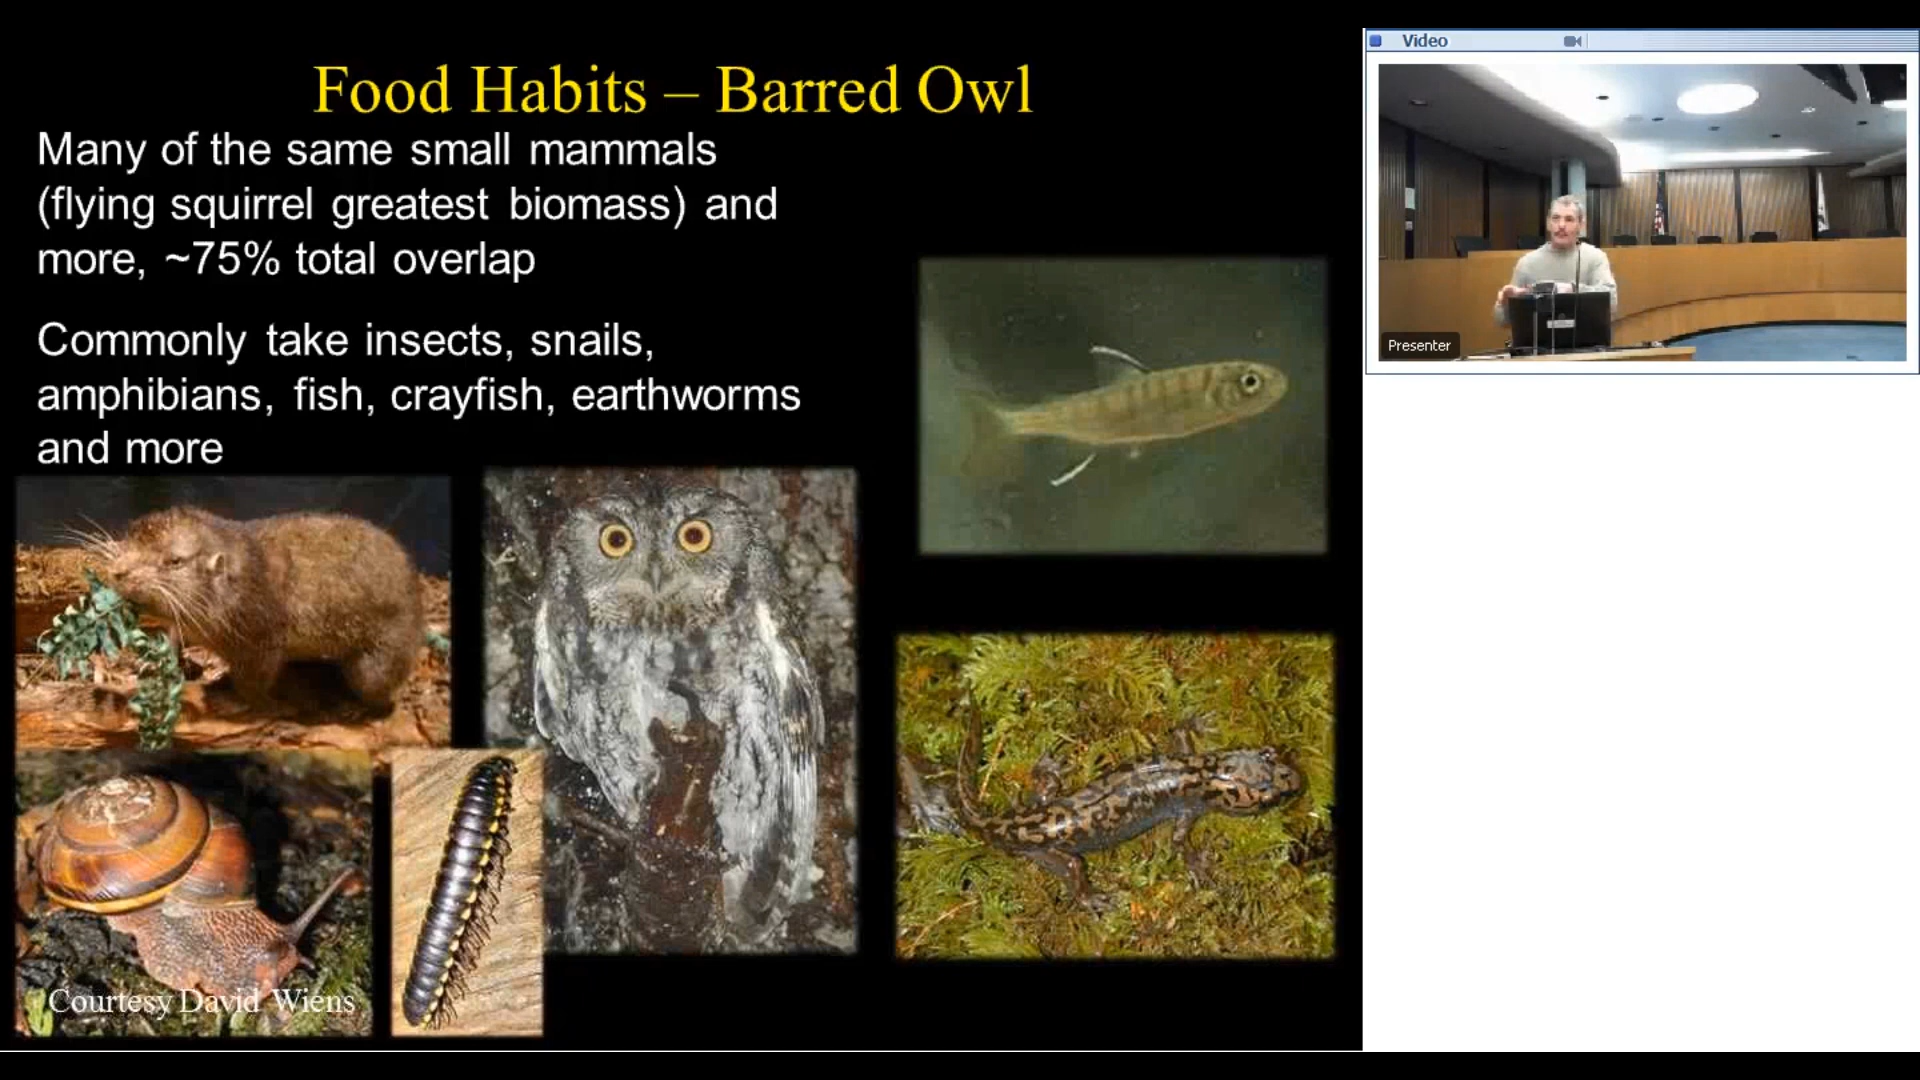 Food Habits – Barred Owl
Many of the same small mammals
(flying squirrel greatest biomass) and
more, ~75% total overlap
Commonly take insects, snails,
amphibians, fish, crayfish, earthworms
and more
Courtesy David Wiens
Video
Presenter